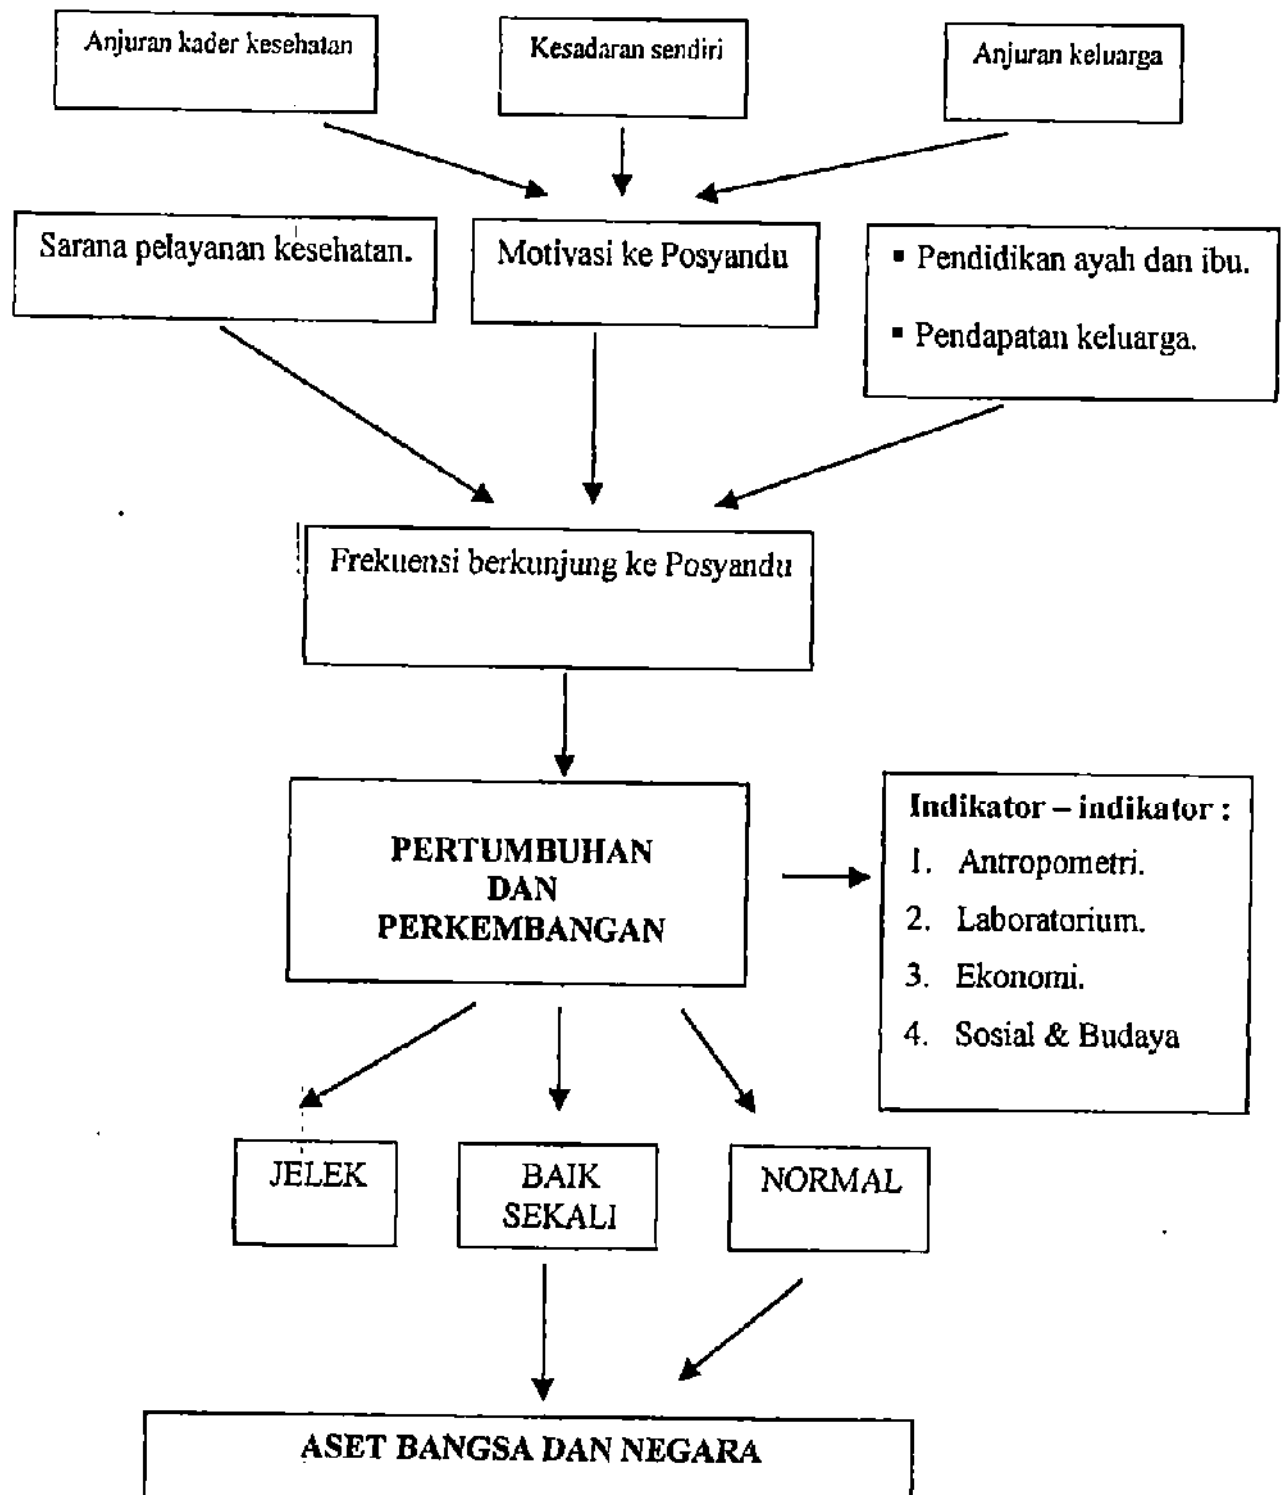 Anjuran kader kesehatan
Kesadaran sendiri
Anjuran keluarga
Sarana pelayanan kesehatan.
Motivasi ke Posyandu
▪ Pendidikan ayah dan ibu.
▪ Pendapatan keluarga.
Frekuensi berkunjung ke Posyandu
PERTUMBUHAN
DAN
PERKEMBANGAN
Indikator – indikator :
1. Antropometri.
2. Laboratorium.
3. Ekonomi.
4. Sosial & Budaya
JELEK
BAIK
SEKALI
NORMAL
ASET BANGSA DAN NEGARA